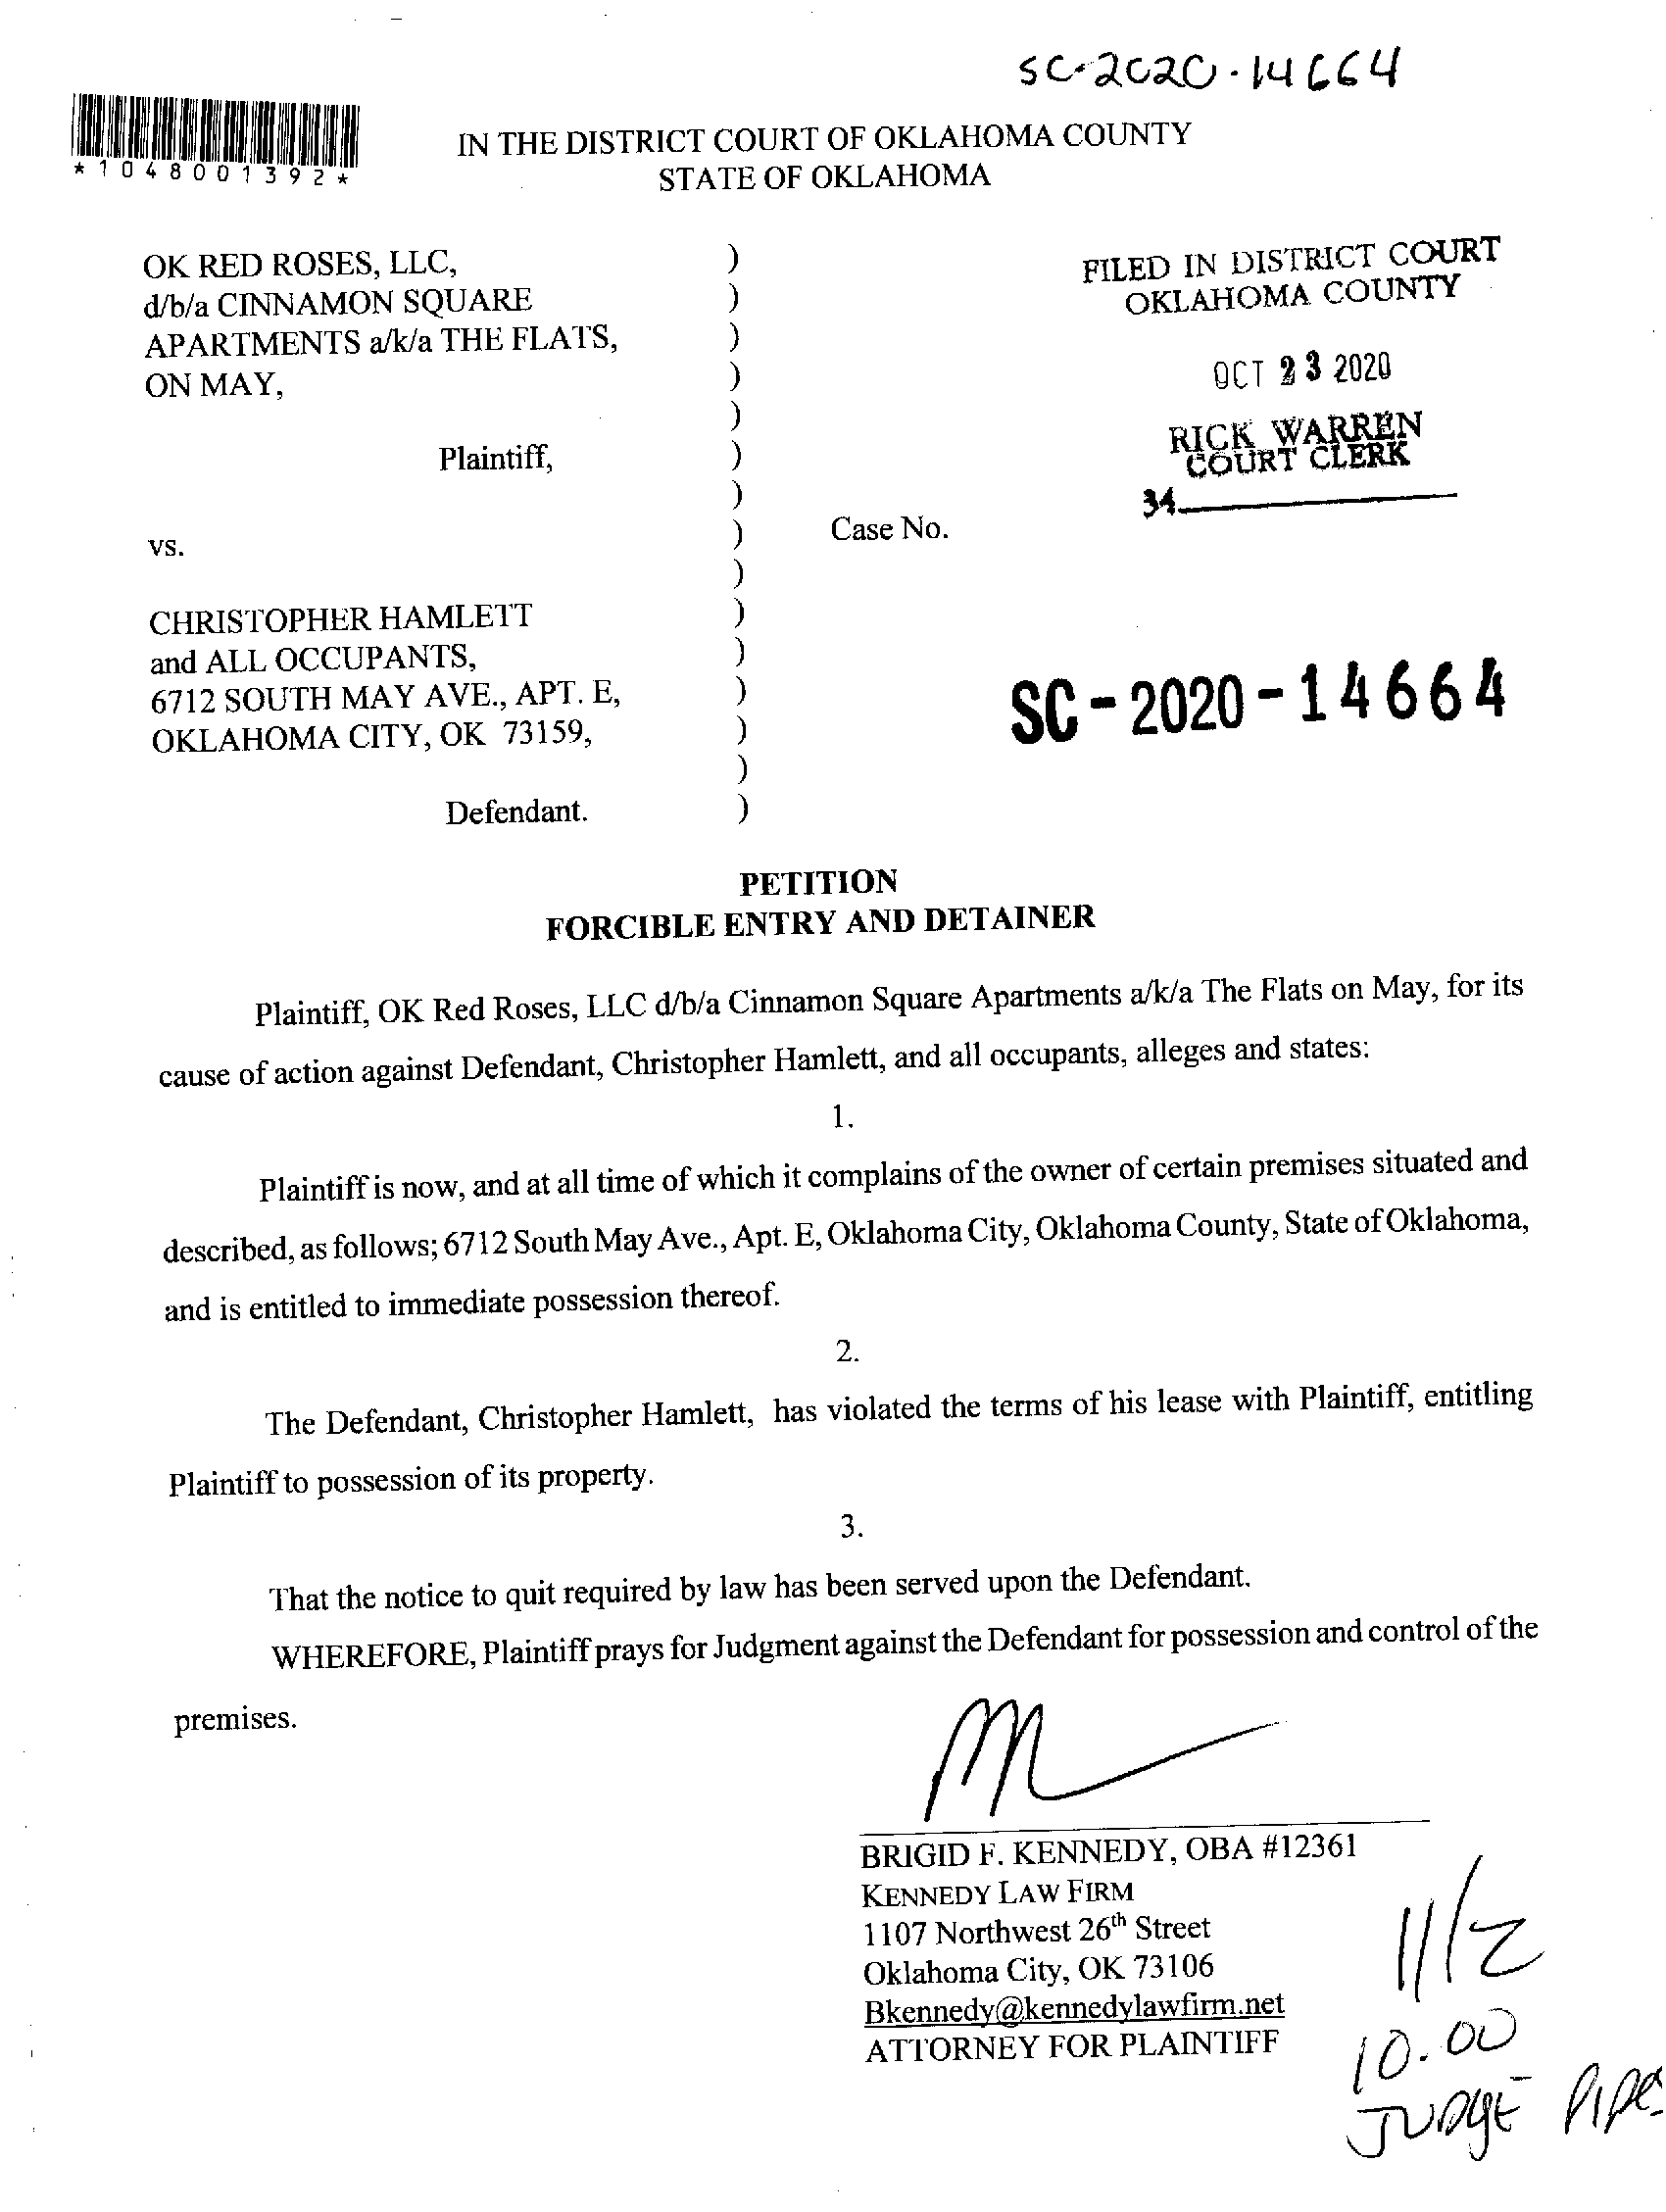 SC-2020-14664
*1048001392*
IN THE DISTRICT COURT OF OKLAHOMA COUNTY
STATE OF OKLAHOMA
OK RED ROSES, LLC, )
d/b/a CINNAMON SQUARE )
APARTMENTS a/k/a THE FLATS, )
ON MAY, )
)
Plaintiff, )
)
vs. )
)
CHRISTOPHER HAMLETT )
and ALL OCCUPANTS, )
6712 SOUTH MAY AVE., APT. E, )
OKLAHOMA CITY, OK 73159, )
)
Defendant. )
FILED IN DISTRICT COURT
OKLAHOMA COUNTY
OCT 23 2020
RICK WARREN
COURT CLERK
34
Case No.
SC-2020-14664
PETITION
FORCIBLE ENTRY AND DETAINER
Plaintiff, OK Red Roses, LLC d/b/a Cinnamon Square Apartments a/k/a The Flats on May, for its
cause of action against Defendant, Christopher Hamlett, and all occupants, alleges and states:
1.
Plaintiff is now, and at all time of which it complains of the owner of certain premises situated and
described, as follows; 6712 South May Ave., Apt. E, Oklahoma City, Oklahoma County, State of Oklahoma,
and is entitled to immediate possession thereof.
2.
The Defendant, Christopher Hamlett, has violated the terms of his lease with Plaintiff, entitling
Plaintiff to possession of its property.
3.
That the notice to quit required by law has been served upon the Defendant.
WHEREFORE, Plaintiff prays for Judgment against the Defendant for possession and control of the
premises.
BRIGID F. KENNEDY, OBA #12361
KENNEDY LAW FIRM
1107 Northwest 26th Street
Oklahoma City, OK 73106
Bkennedy@kennedylawfirm.net
ATTORNEY FOR PLAINTIFF
11/2
10.00
JUDGE Pipes